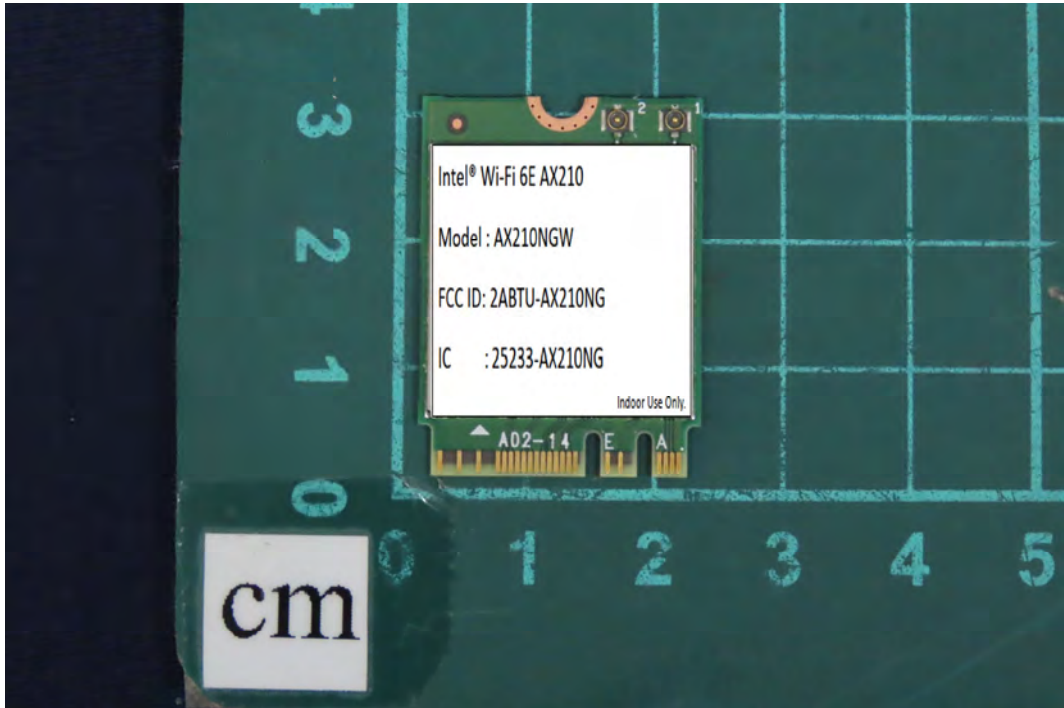 4
3
2 1
Intel® Wi-Fi 6E AX210
2
Model : AX210NGW
FCC ID: 2ABTU-AX210NG
1
IC : 25233-AX210NG
Indoor Use Only.
A02-14 E A
0
0 1 2 3 4 5
cm